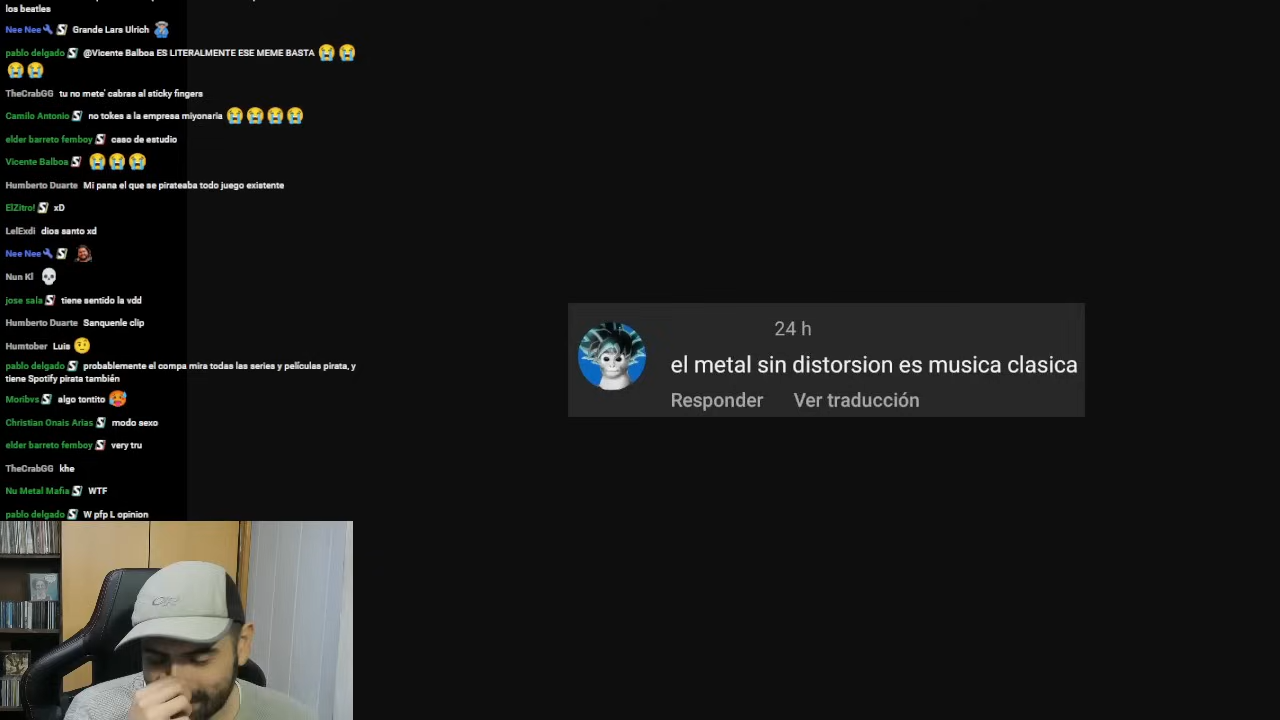 los beatles
Nee Nee Grande Lars Ulrich
pablo delgado @Vicente Balboa ES LITERALMENTE ESE MEME BASTA
TheCrabGG tu no mete' cabras al sticky fingers
Camilo Antonio no tokes a la empresa miyonaria
elder barreto femboy caso de estudio
Vicente Balboa
Humberto Duarte Mi pana el que se pirateaba todo juego existente
ElZitro! xD
LelExdi dios santo xd
Nee Nee
Nun Kl
jose sala tiene sentido la vdd
Humberto Duarte Sanquenle clip
Humtober Luis
pablo delgado probablemente el compa mira todas las series y películas pirata, y
tiene Spotify pirata también
Moribvs algo tontito
Christian Onais Arias modo sexo
elder barreto femboy very tru
TheCrabGG khe
Nu Metal Mafia WTF
pablo delgado W pfp L opinion
24 h
el metal sin distorsion es musica clasica
Responder Ver traducción